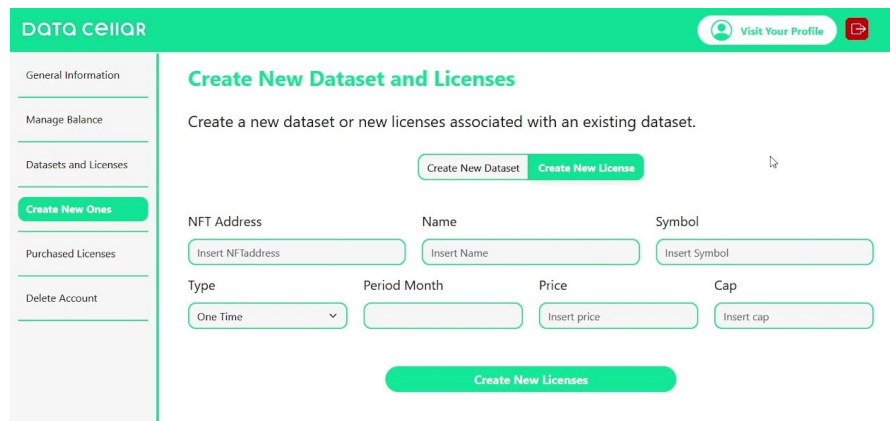 DATA CELLAR
Visit Your Profile
General Information
Manage Balance
Datasets and Licenses
Create New Ones
Purchased Licenses
Delete Account
Create New Dataset and Licenses
Create a new dataset or new licenses associated with an existing dataset.
Create New Dataset Create New License
NFT Address Name Symbol
Insert NFTaddress Insert Name Insert Symbol
Type Period Month Price Cap
One Time Insert price Insert cap
Create New Licenses